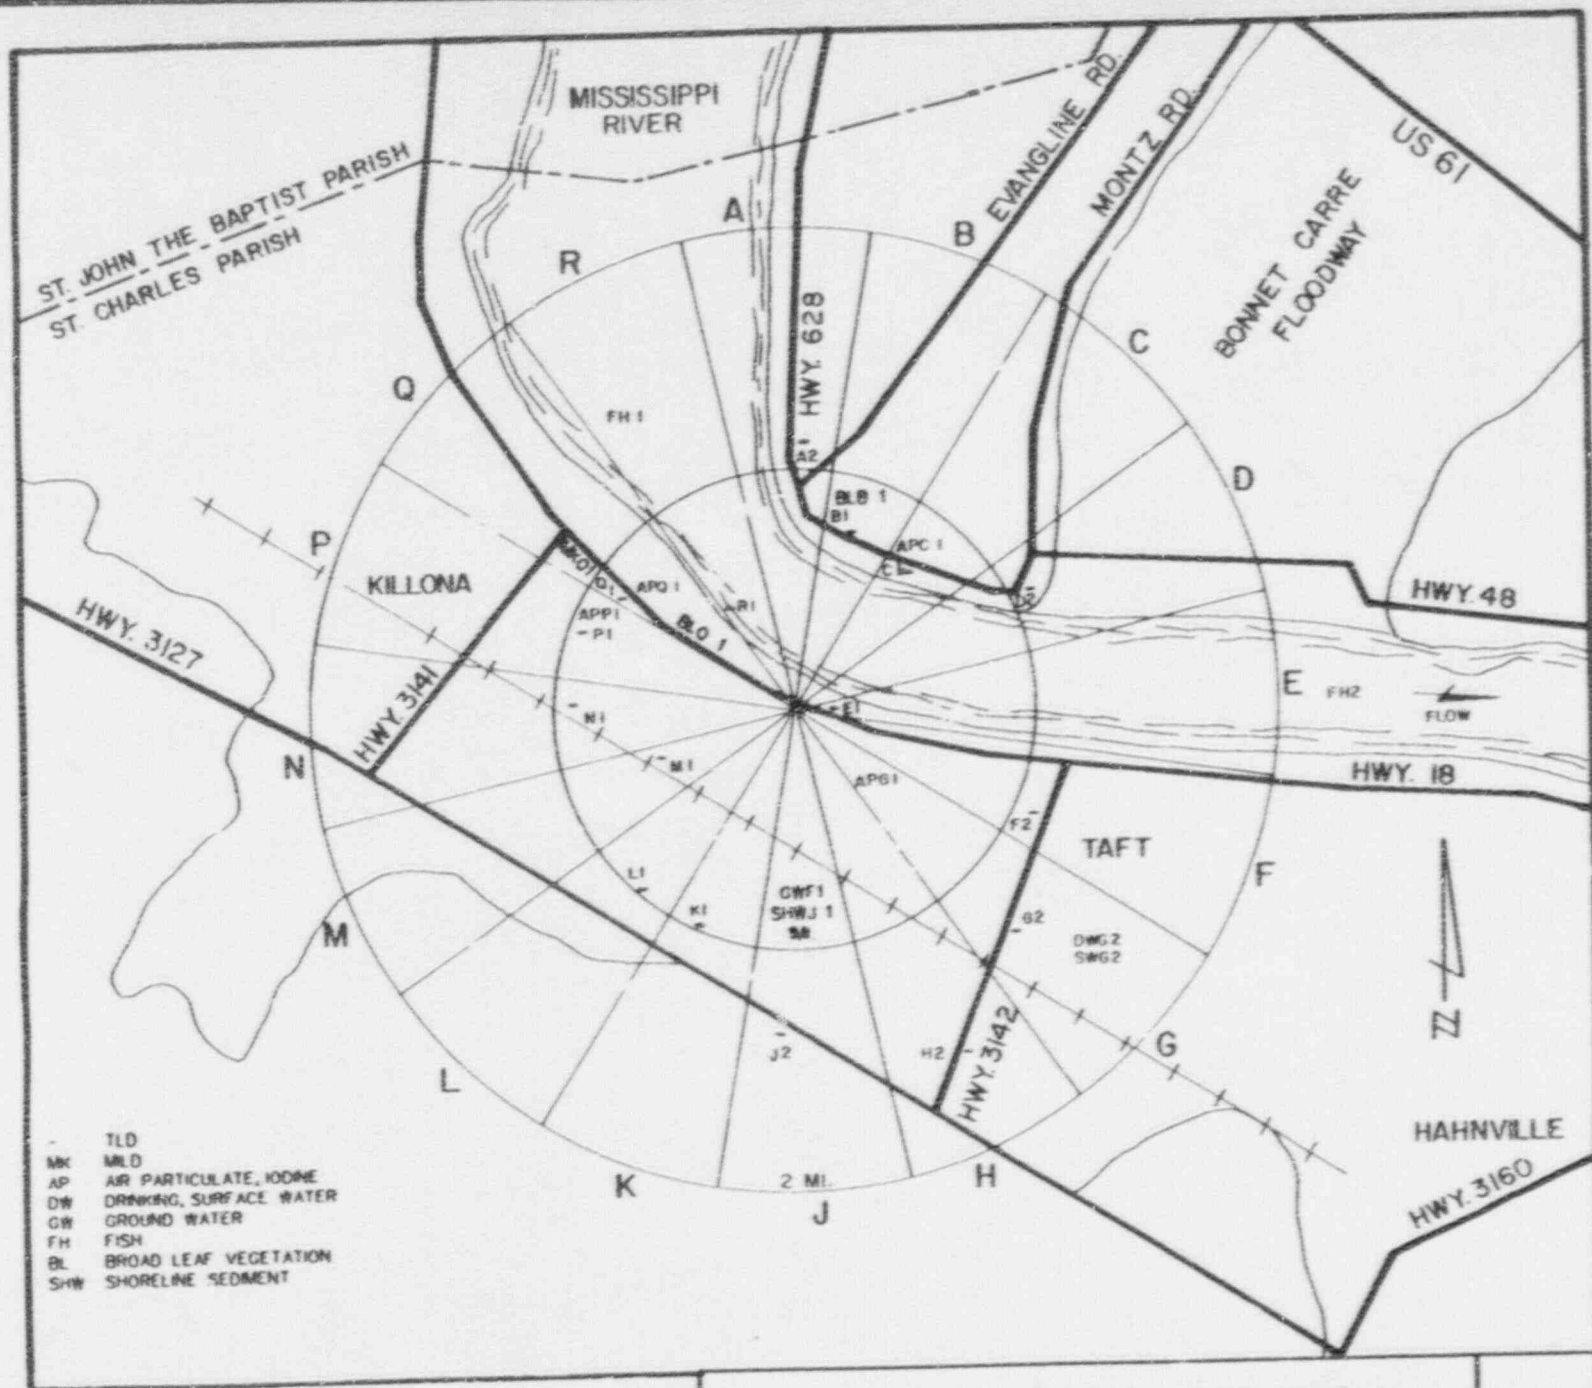 MISSISSIPPI
RIVER
EVANGLINE RD.
MONTZ RD.
US 61
ST. JOHN THE BAPTIST PARISH
ST. CHARLES PARISH
BONNET CARRE
FLOODWAY
A
B
R
C
HWY. 628
Q
FH 1
A2
D
BLB 1
B1
APC 1
P
KILLONA
Q1
APQ 1
APP1
P1
R1
HWY. 48
HWY. 3127
E
FH2
FLOW
E1
HWY. 3141
N1
M1
N
AP61
HWY. 18
F2
TAFT
F
L1
K1
GWF1
SHWJ 1
G2
DWG2
SWG2
M
J2
H2
HWY. 3142
G
N
L
K
2 MI.
J
H
HAHNVILLE
HWY. 3160
- TLD
MK MILD
AP AIR PARTICULATE, IODINE
DW DRINKING, SURFACE WATER
GW GROUND WATER
FH FISH
BL BROAD LEAF VEGETATION
SHW SHORELINE SEDIMENT